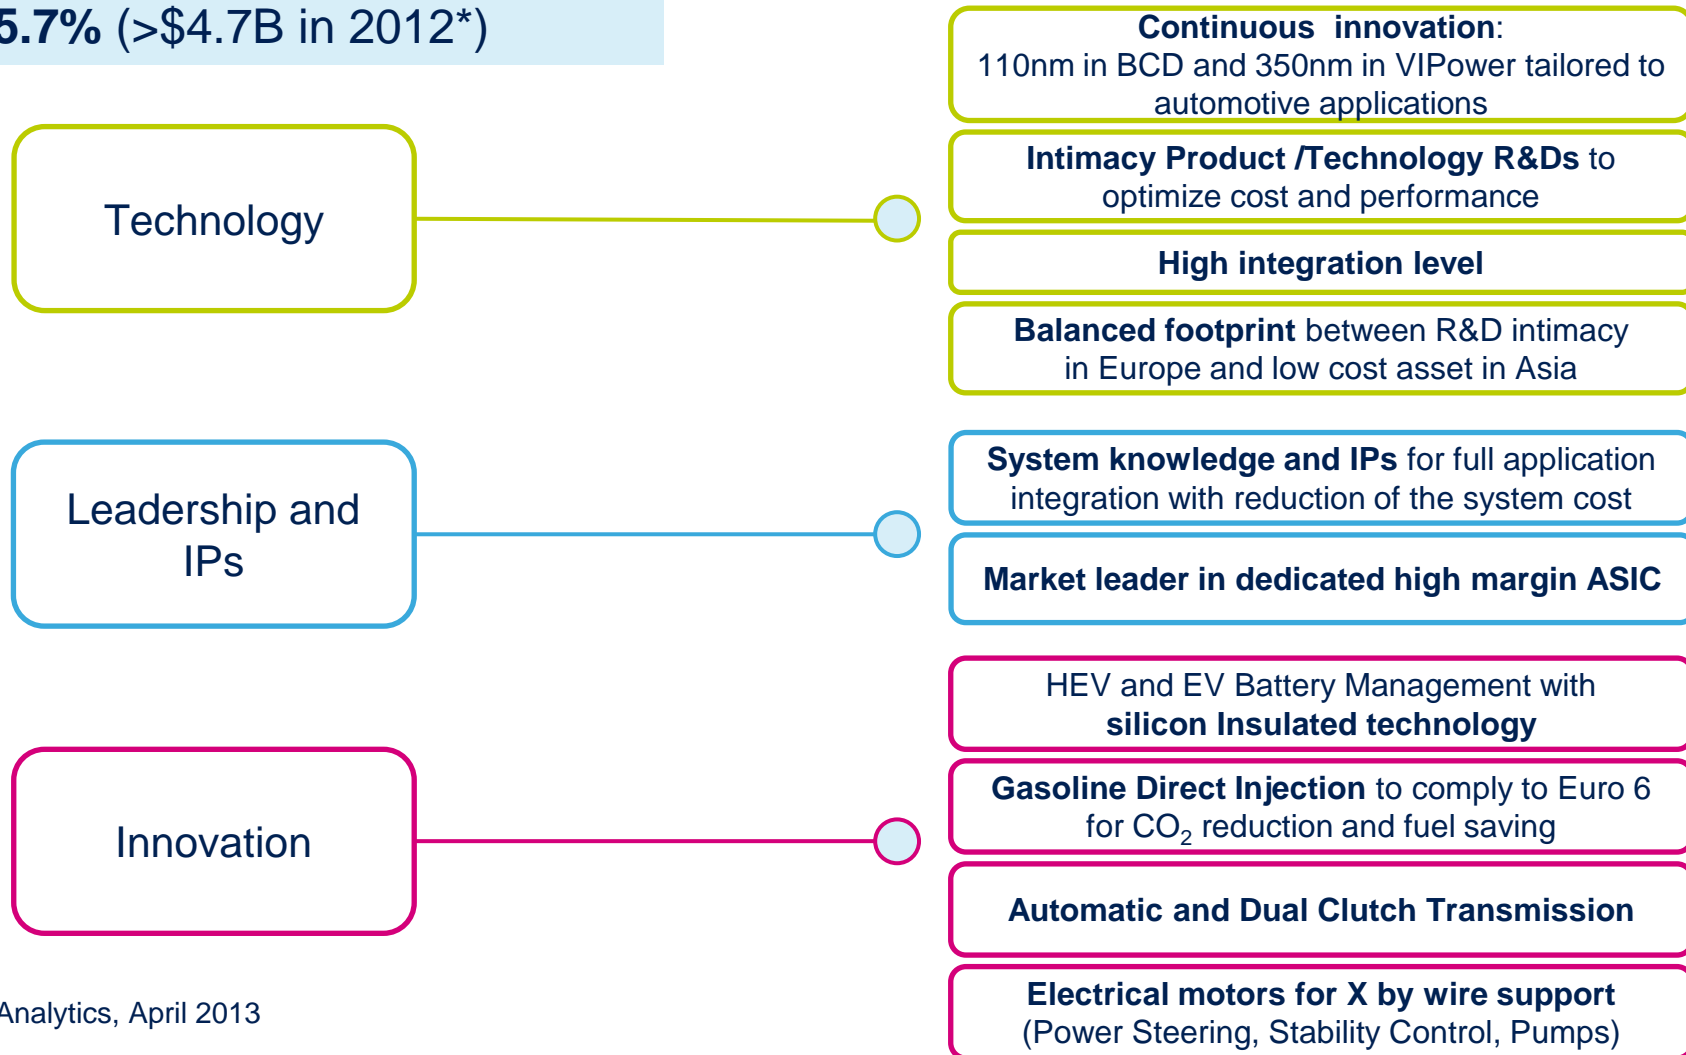 5.7% (>$4.7B in 2012*)
Technology
Continuous innovation:
110nm in BCD and 350nm in VIPower tailored to
automotive applications
Intimacy Product /Technology R&Ds to
optimize cost and performance
High integration level
Balanced footprint between R&D intimacy
in Europe and low cost asset in Asia
Leadership and
IPs
System knowledge and IPs for full application
integration with reduction of the system cost
Market leader in dedicated high margin ASIC
Innovation
HEV and EV Battery Management with
silicon Insulated technology
Gasoline Direct Injection to comply to Euro 6
for CO₂ reduction and fuel saving
Automatic and Dual Clutch Transmission
Electrical motors for X by wire support
(Power Steering, Stability Control, Pumps)
Analytics, April 2013